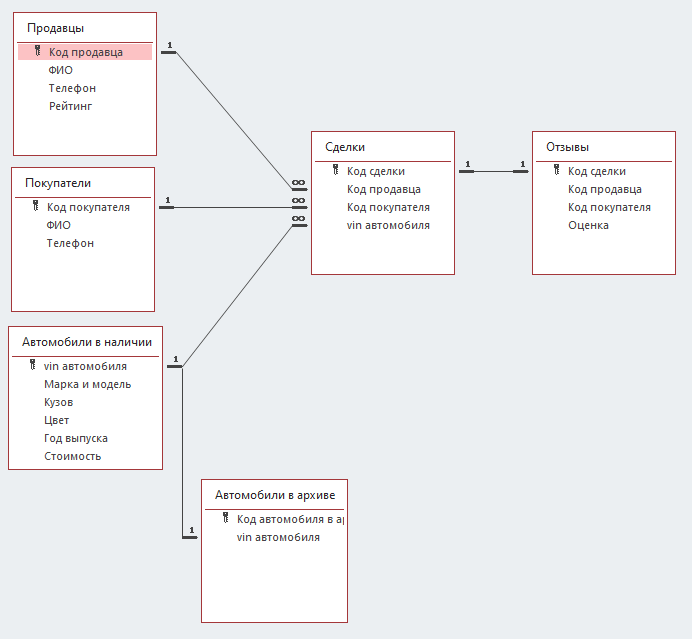 Продавцы
Код продавца
ФИО
Телефон
Рейтинг
1
Покупатели
Код покупателя
ФИО
Телефон
1
Автомобили в наличии
vin автомобиля
Марка и модель
Кузов
Цвет
Год выпуска
Стоимость
1
Автомобили в архиве
Код автомобиля в а
vin автомобиля
1
∞
∞
∞
Сделки
Код сделки
Код продавца
Код покупателя
vin автомобиля
1
1
Отзывы
Код сделки
Код продавца
Код покупателя
Оценка